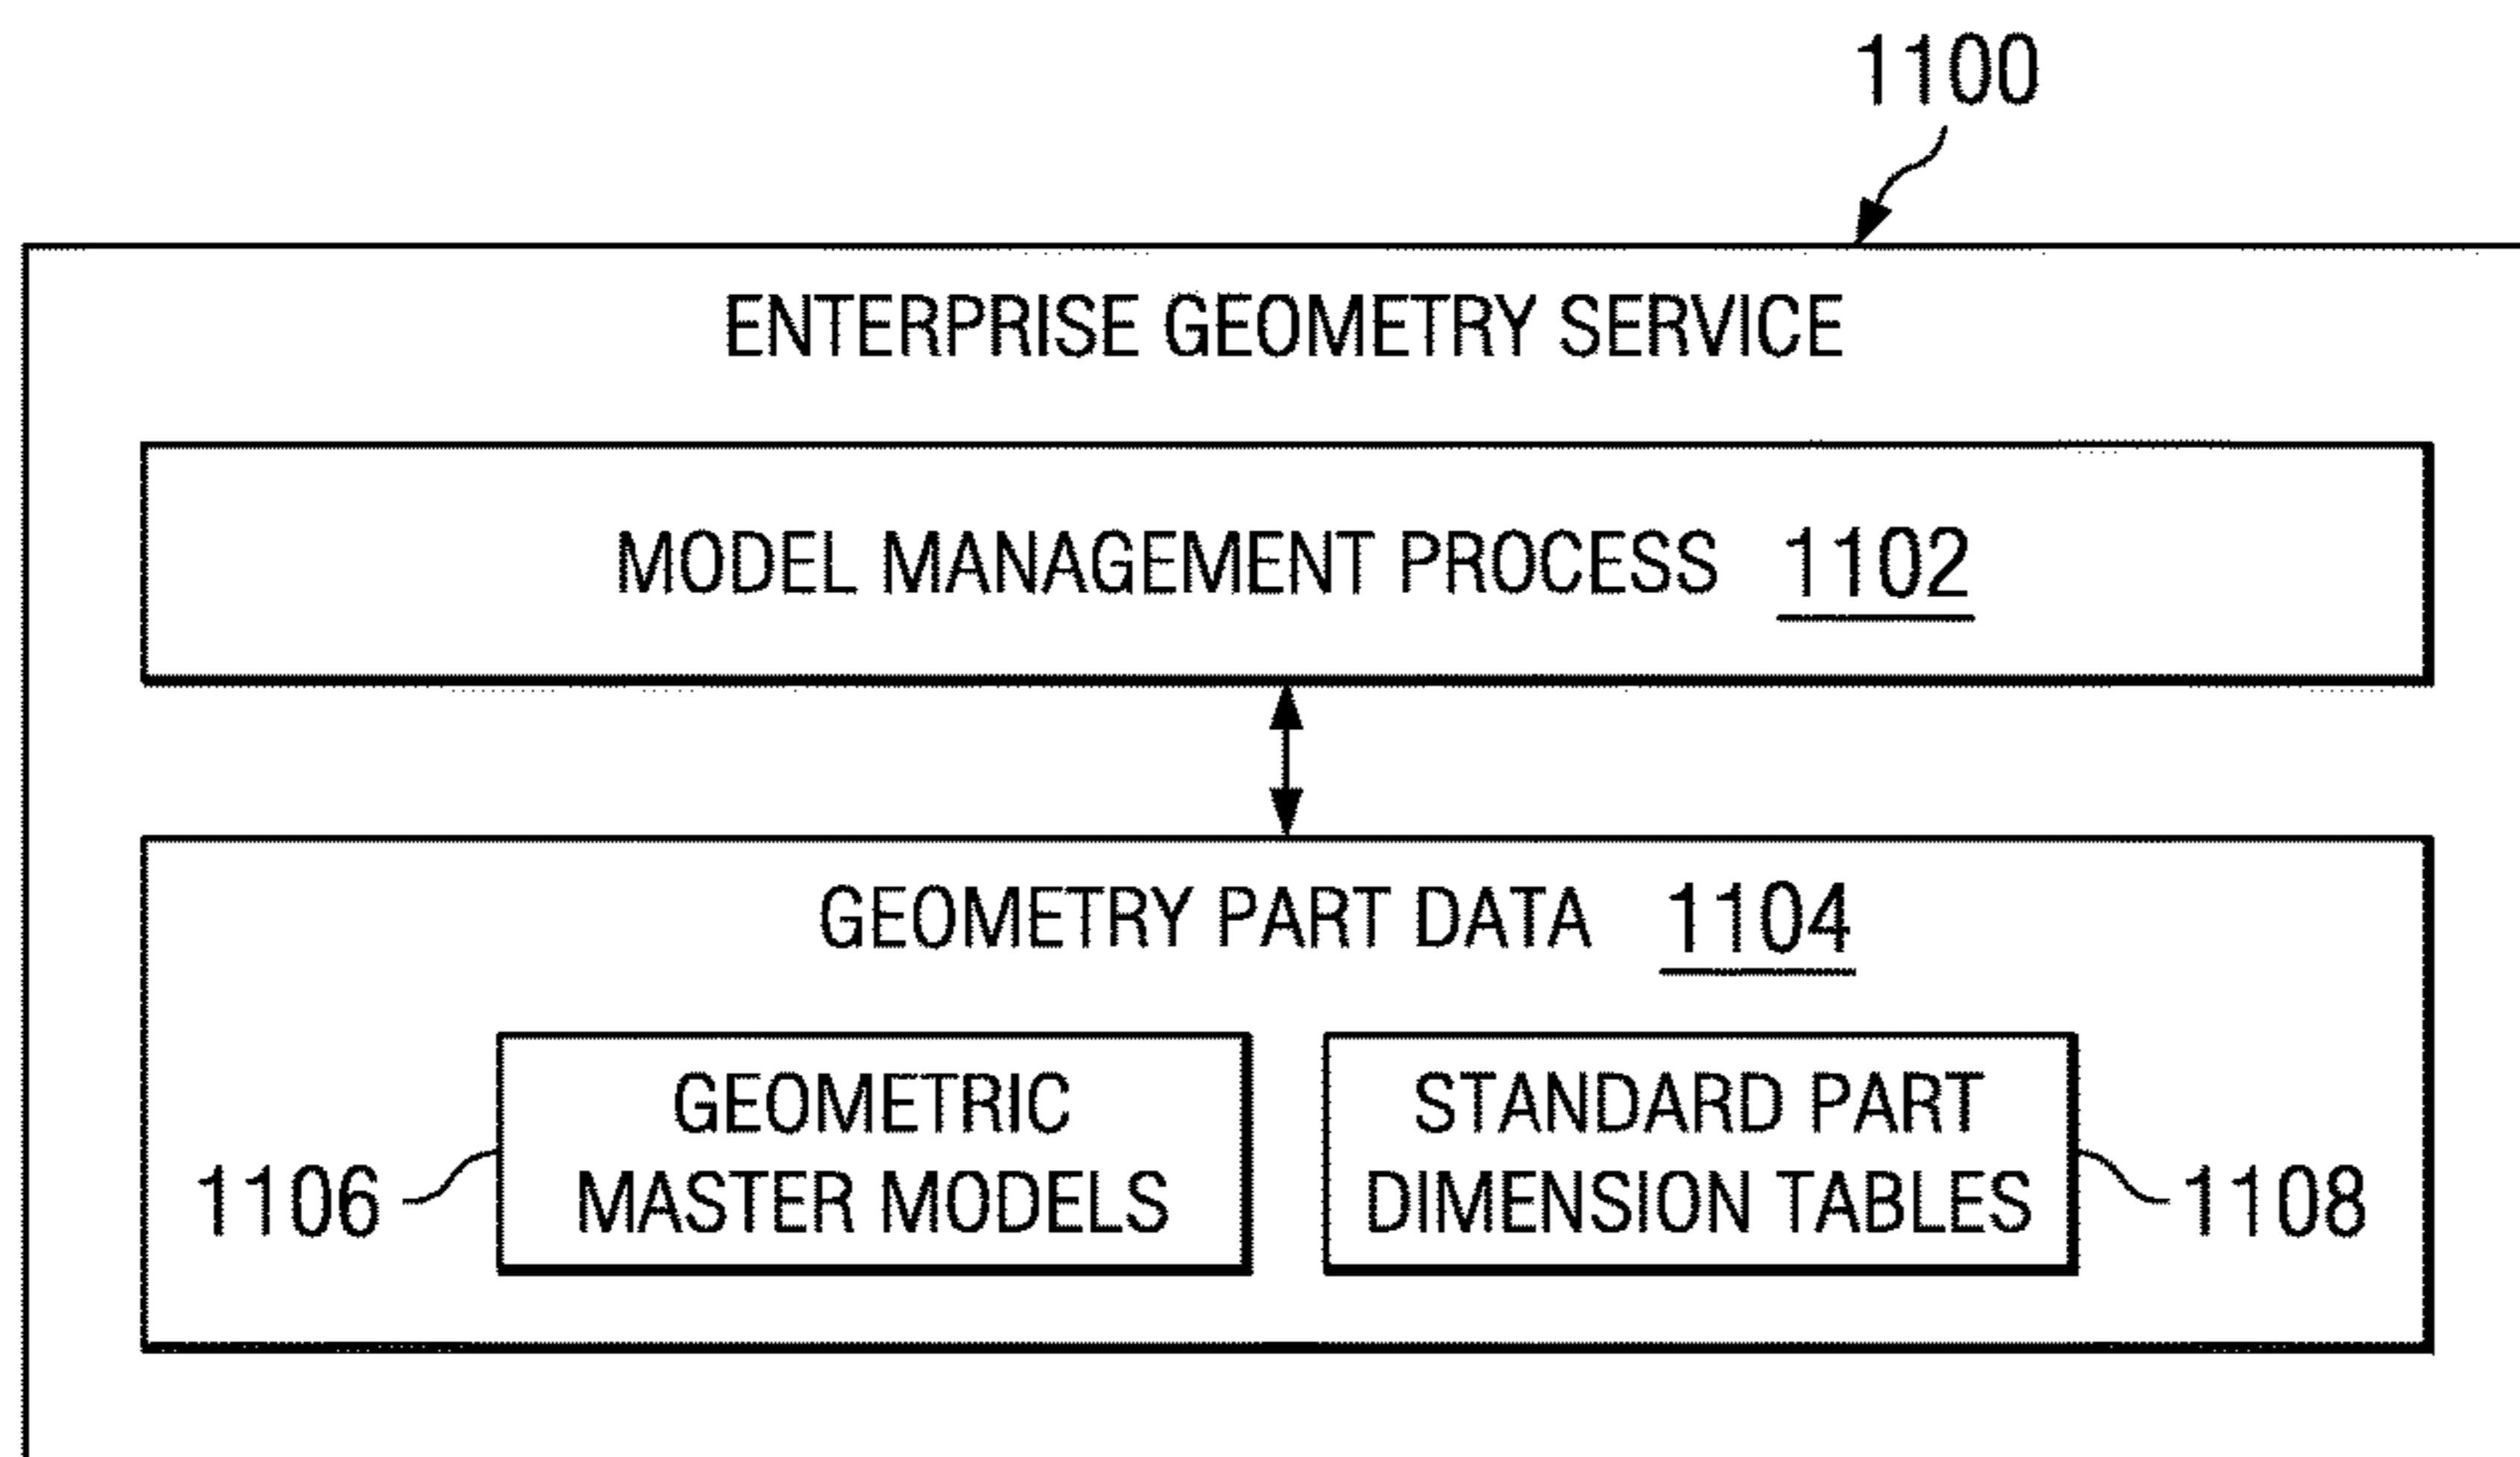 1100
ENTERPRISE GEOMETRY SERVICE
MODEL MANAGEMENT PROCESS 1102
GEOMETRY PART DATA 1104
GEOMETRIC
MASTER MODELS
1106
STANDARD PART
DIMENSION TABLES
1108